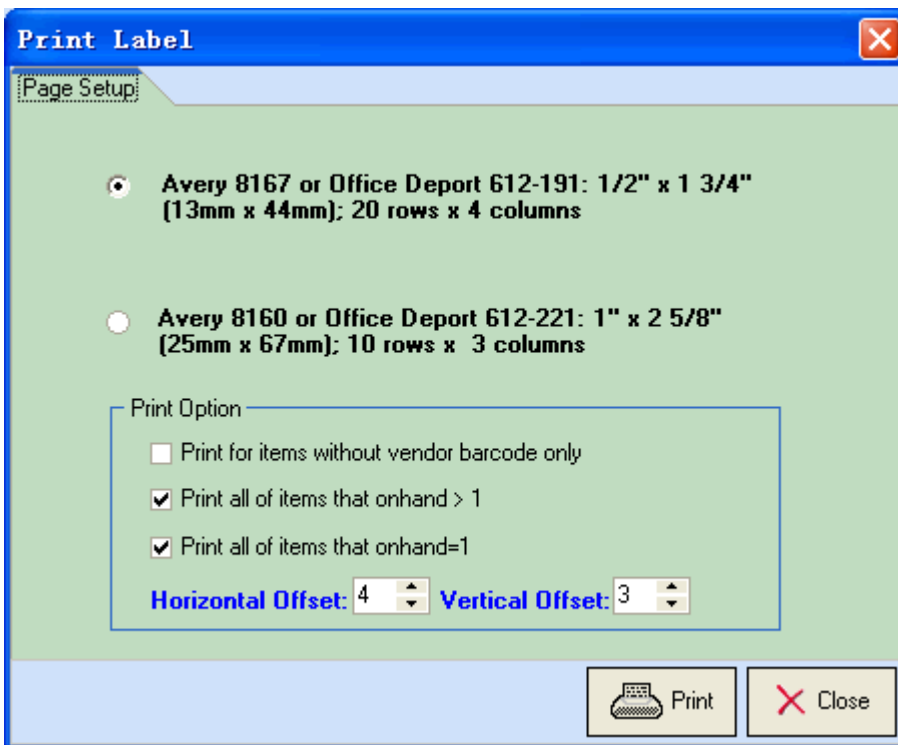 Print Label
Page Setup
Avery 8167 or Office Deport 612-191: 1/2" x 1 3/4"
(13mm x 44mm); 20 rows x 4 columns
Avery 8160 or Office Deport 612-221: 1" x 2 5/8"
(25mm x 67mm); 10 rows x  3 columns
Print Option
Print for items without vendor barcode only
Print all of items that onhand > 1
Print all of items that onhand=1
Horizontal Offset: 4 Vertical Offset: 3
Print Close